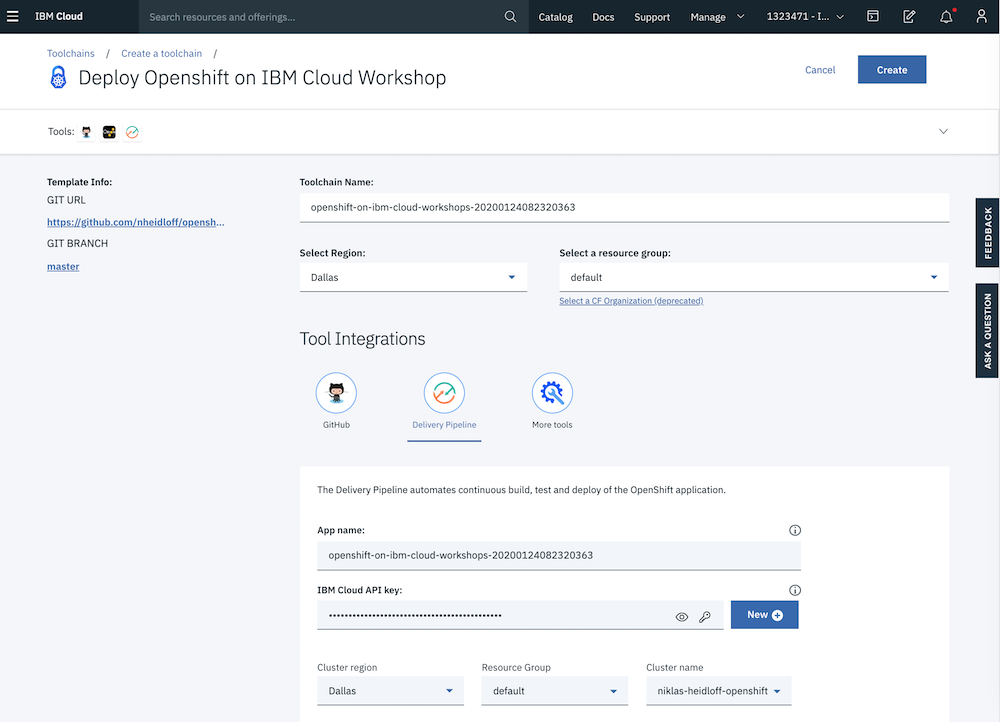 IBM Cloud
Search resources and offerings...
Catalog Docs Support Manage 1323471 - I...
Toolchains / Create a toolchain /
Deploy Openshift on IBM Cloud Workshop
Cancel Create
Tools:
Template Info:
GIT URL
https://github.com/nheidloff/opensh...
GIT BRANCH
master
Toolchain Name:
openshift-on-ibm-cloud-workshops-20200124082320363
Select Region: Select a resource group:
Dallas default
Select a CF Organization (deprecated)
FEEDBACK
ASK A QUESTION
Tool Integrations
GitHub Delivery Pipeline More tools
The Delivery Pipeline automates continuous build, test and deploy of the OpenShift application.
App name:
openshift-on-ibm-cloud-workshops-20200124082320363
IBM Cloud API key:
New
Cluster region Resource Group Cluster name
Dallas default niklas-heidloff-openshift